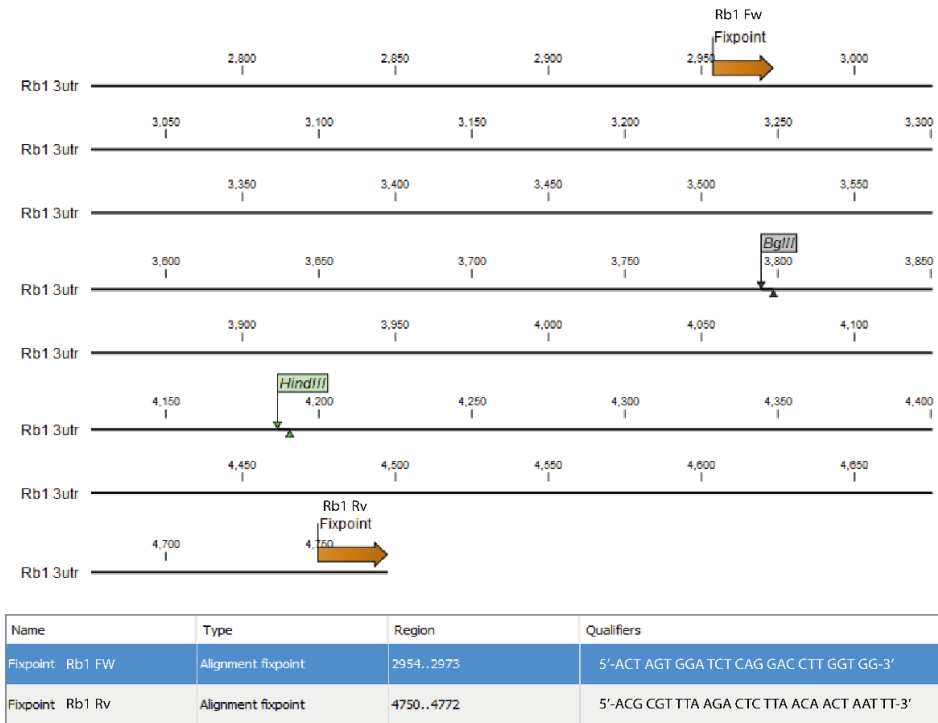 Rb1 Fw
Fixpoint
2,800 2,850 2,900 2,950 3,000
Rb1 3utr
3,050 3,100 3,150 3,200 3,250 3,300
Rb1 3utr
3,350 3,400 3,450 3,500 3,550
Rb1 3utr
BglII
3,600 3,650 3,700 3,750 3,800 3,850
Rb1 3utr
3,900 3,950 4,000 4,050 4,100
Rb1 3utr
HindIII
4,150 4,200 4,250 4,300 4,350 4,400
Rb1 3utr
4,450 4,500 4,550 4,600 4,650
Rb1 3utr
Rb1 Rv
Fixpoint
4,700 4,750
Rb1 3utr
Name Type Region Qualifiers
Fixpoint Rb1 FW Alignment fixpoint 2954..2973 5'-ACT AGT GGA TCT CAG GAC CTT GGT GG-3'
Fixpoint Rb1 Rv Alignment fixpoint 4750..4772 5'-ACG CGT TTA AGA CTC TTA ACA ACT AAT TT-3'